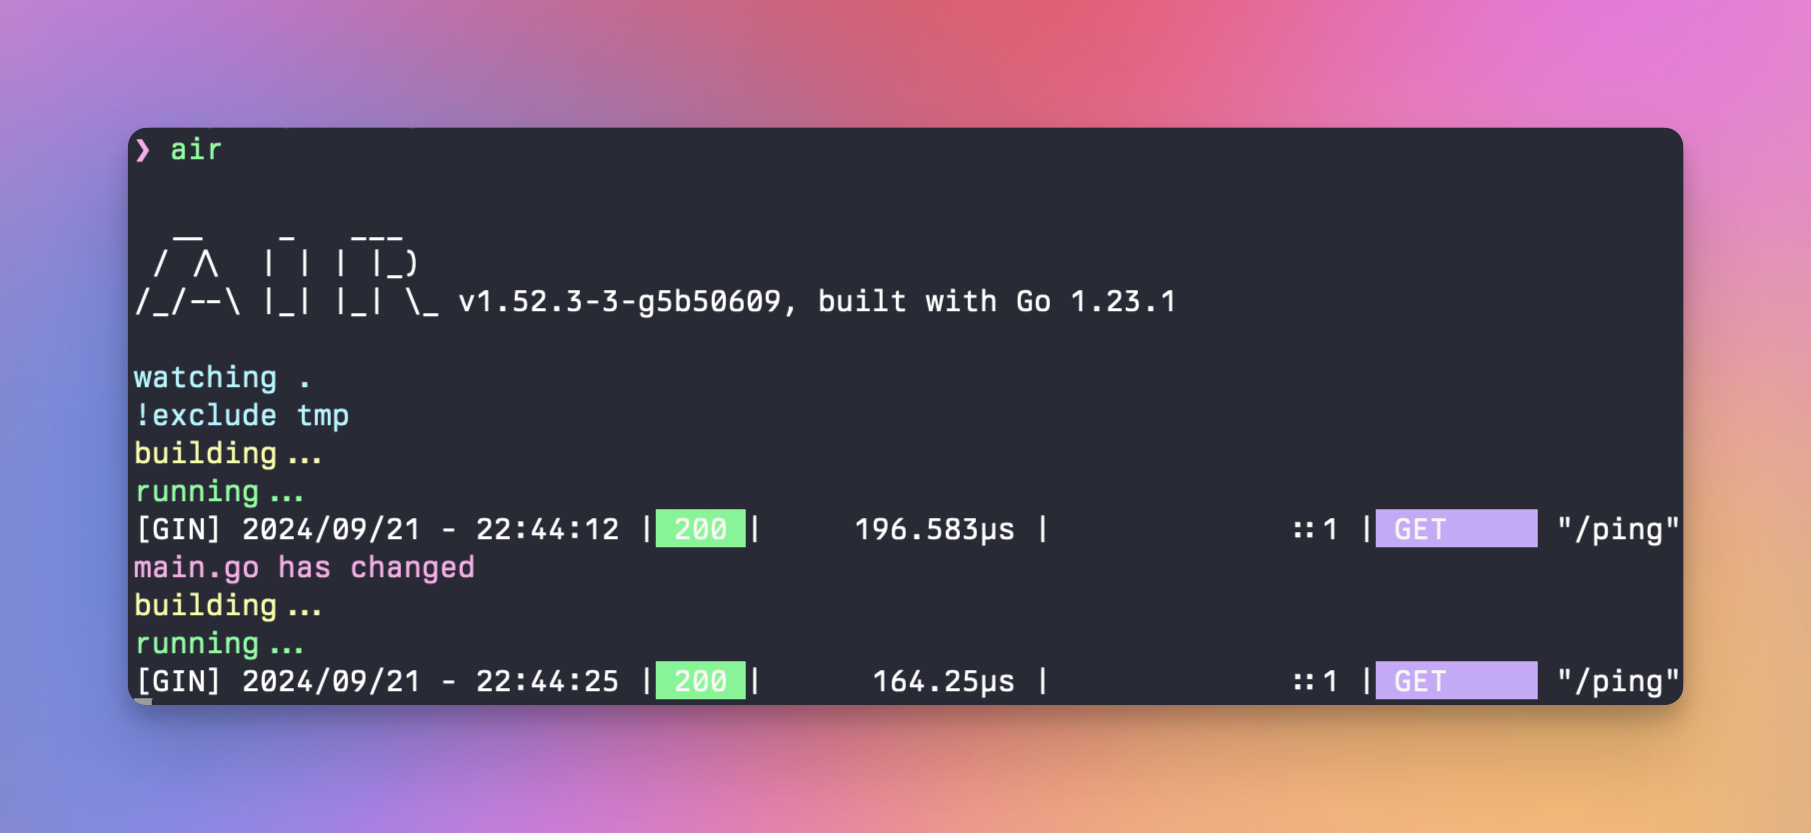 ❯ air
  __    _   ___
 / /\  | | | |_)
/_/--\ |_| |_| \_ v1.52.3-3-g5b50609, built with Go 1.23.1
watching .
!exclude tmp
building...
running...
[GIN] 2024/09/21 - 22:44:12 | 200 |     196.583µs |             ::1 | GET     "/ping"
main.go has changed
building...
running...
[GIN] 2024/09/21 - 22:44:25 | 200 |      164.25µs |             ::1 | GET     "/ping"